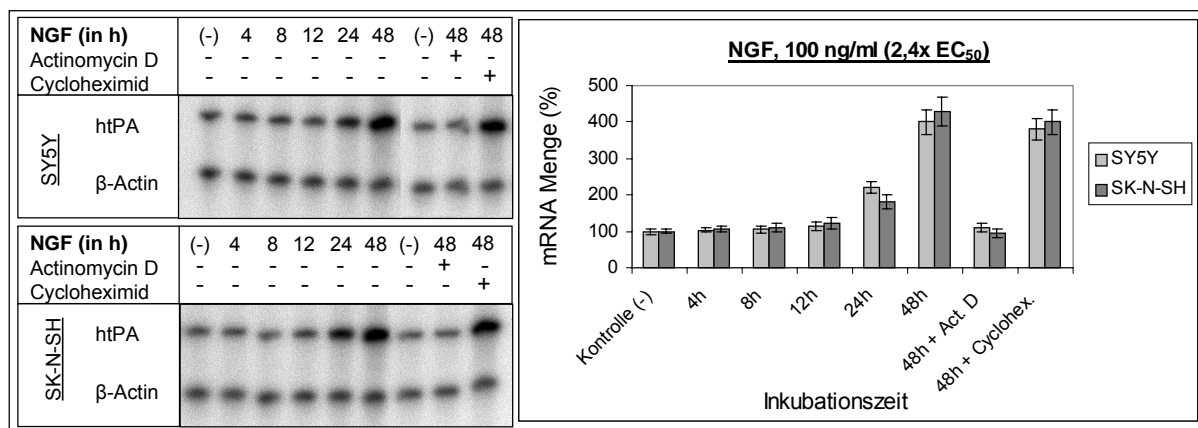 NGF (in h) (-) 4 8 12 24 48 (-) 48 48
Actinomycin D - - - - - - - + -
Cycloheximid - - - - - - - - +
SY5Y
htPA
β-Actin
NGF (in h) (-) 4 8 12 24 48 (-) 48 48
Actinomycin D - - - - - - - + -
Cycloheximid - - - - - - - - +
SK-N-SH
htPA
β-Actin
NGF, 100 ng/ml (2,4x EC50)
mRNA Menge (%)
500
400
300
200
100
0
Kontrolle (-)
4h
8h
12h
24h
48h
48h + Act. D
48h + Cyclohex.
Inkubationszeit
SY5Y
SK-N-SH